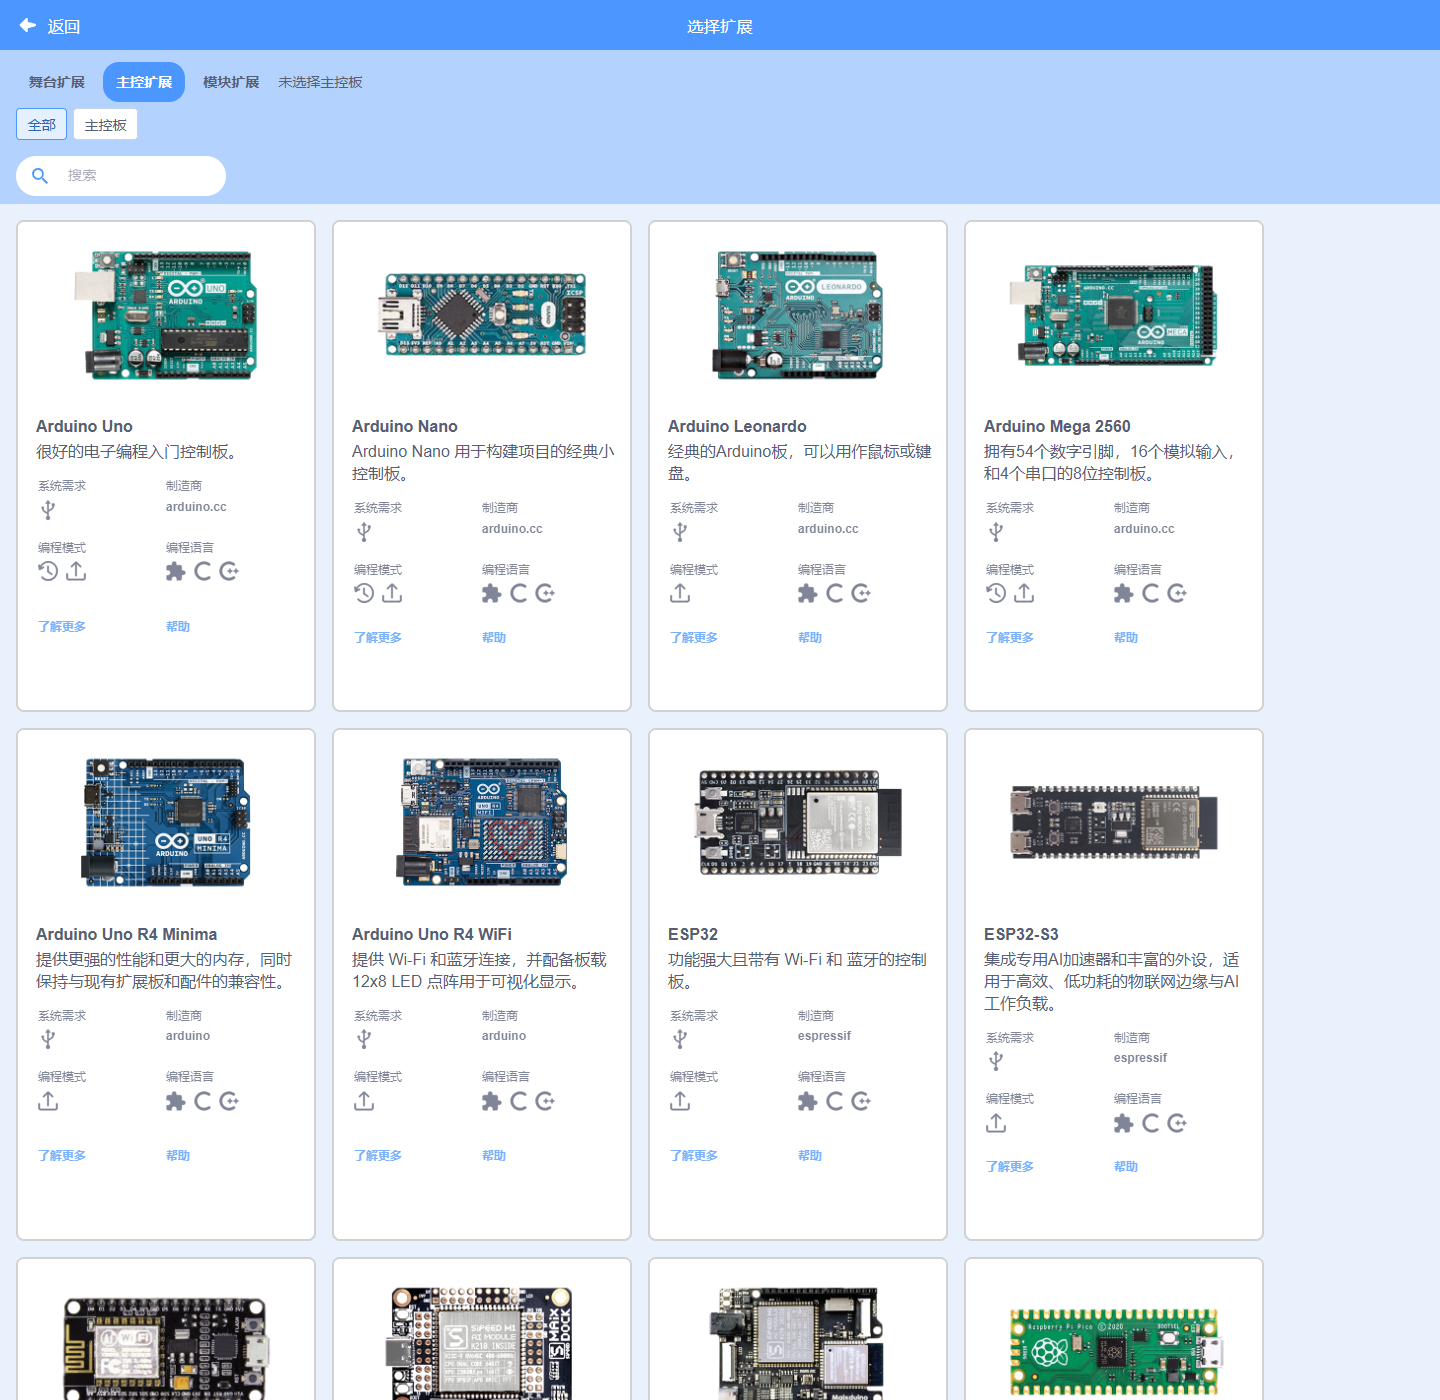 返回
选择扩展
舞台扩展
主控扩展
模块扩展
未选择主控板
全部
主控板
搜索
Arduino Uno
很好的电子编程入门控制板。
系统需求
制造商
arduino.cc
编程模式
编程语言
了解更多
帮助
Arduino Nano
Arduino Nano 用于构建项目的经典小
控制板。
系统需求
制造商
arduino.cc
编程模式
编程语言
了解更多
帮助
Arduino Leonardo
经典的Arduino板，可以用作鼠标或键
盘。
系统需求
制造商
arduino.cc
编程模式
编程语言
了解更多
帮助
Arduino Mega 2560
拥有54个数字引脚，16个模拟输入，
和4个串口的8位控制板。
系统需求
制造商
arduino.cc
编程模式
编程语言
了解更多
帮助
Arduino Uno R4 Minima
提供更强的性能和更大的内存，同时
保持与现有扩展板和配件的兼容性。
系统需求
制造商
arduino
编程模式
编程语言
了解更多
帮助
Arduino Uno R4 WiFi
提供 Wi-Fi 和蓝牙连接，并配备板载
12x8 LED 点阵用于可视化显示。
系统需求
制造商
arduino
编程模式
编程语言
了解更多
帮助
ESP32
功能强大且带有 Wi-Fi 和 蓝牙的控制
板。
系统需求
制造商
espressif
编程模式
编程语言
了解更多
帮助
ESP32-S3
集成专用AI加速器和丰富的外设，适
用于高效、低功耗的物联网边缘与AI
工作负载。
系统需求
制造商
espressif
编程模式
编程语言
了解更多
帮助
SiPEED M1
AI MODULE
K210 INSIDE
MAiX
DOCK
Raspberry Pi Pico ©2020
BOOTSEL